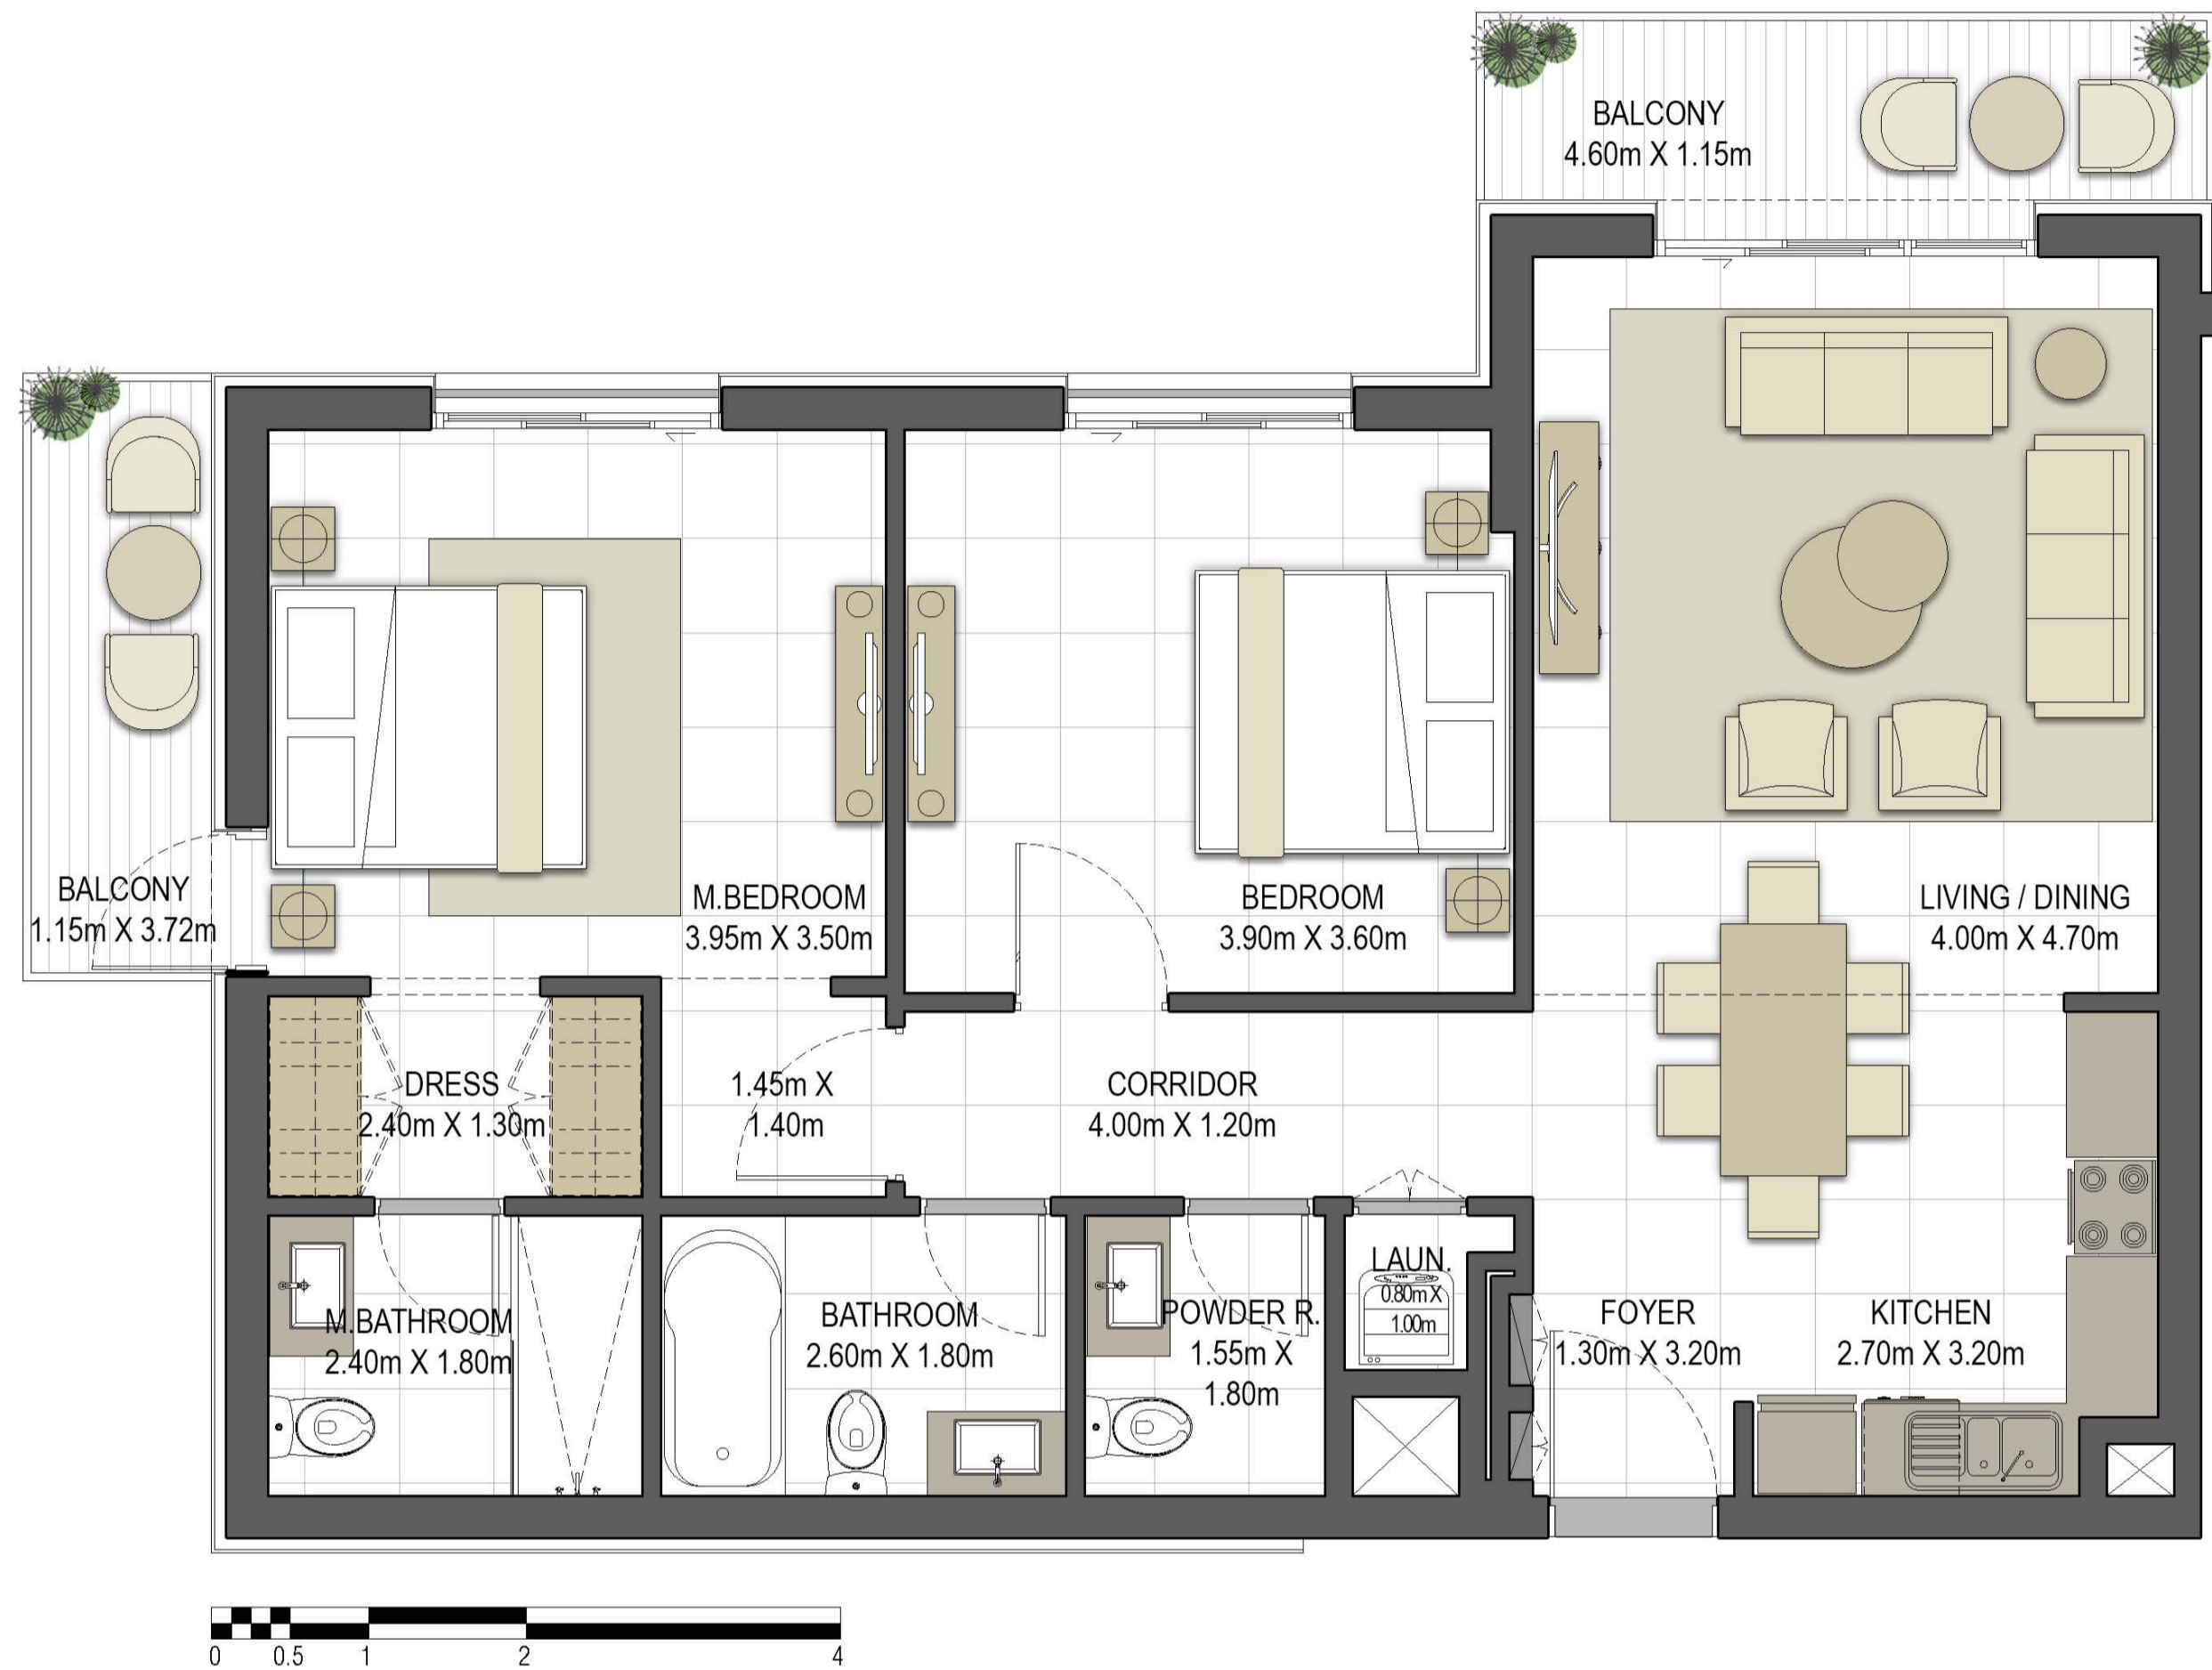 BALCONY
4.60m X 1.15m
BALCONY
1.15m X 3.72m
M.BEDROOM
3.95m X 3.50m
BEDROOM
3.90m X 3.60m
LIVING / DINING
4.00m X 4.70m
DRESS
2.40m X 1.30m
1.45m X
1.40m
CORRIDOR
4.00m X 1.20m
M.BATHROOM
2.40m X 1.80m
BATHROOM
2.60m X 1.80m
POWDER R.
1.55m X
1.80m
LAUN.
0.80m X
1.00m
FOYER
1.30m X 3.20m
KITCHEN
2.70m X 3.20m
0 0.5 1 2 4